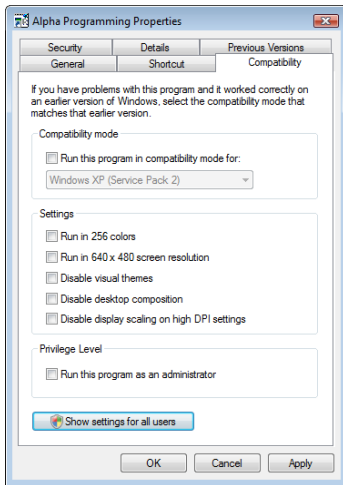 Alpha Programming Properties
Security Details Previous Versions
General Shortcut Compatibility
If you have problems with this program and it worked correctly on
an earlier version of Windows, select the compatibility mode that
matches that earlier version.
Compatibility mode
Run this program in compatibility mode for:
Windows XP (Service Pack 2)
Settings
Run in 256 colors
Run in 640 x 480 screen resolution
Disable visual themes
Disable desktop composition
Disable display scaling on high DPI settings
Privilege Level
Run this program as an administrator
Show settings for all users
OK Cancel Apply